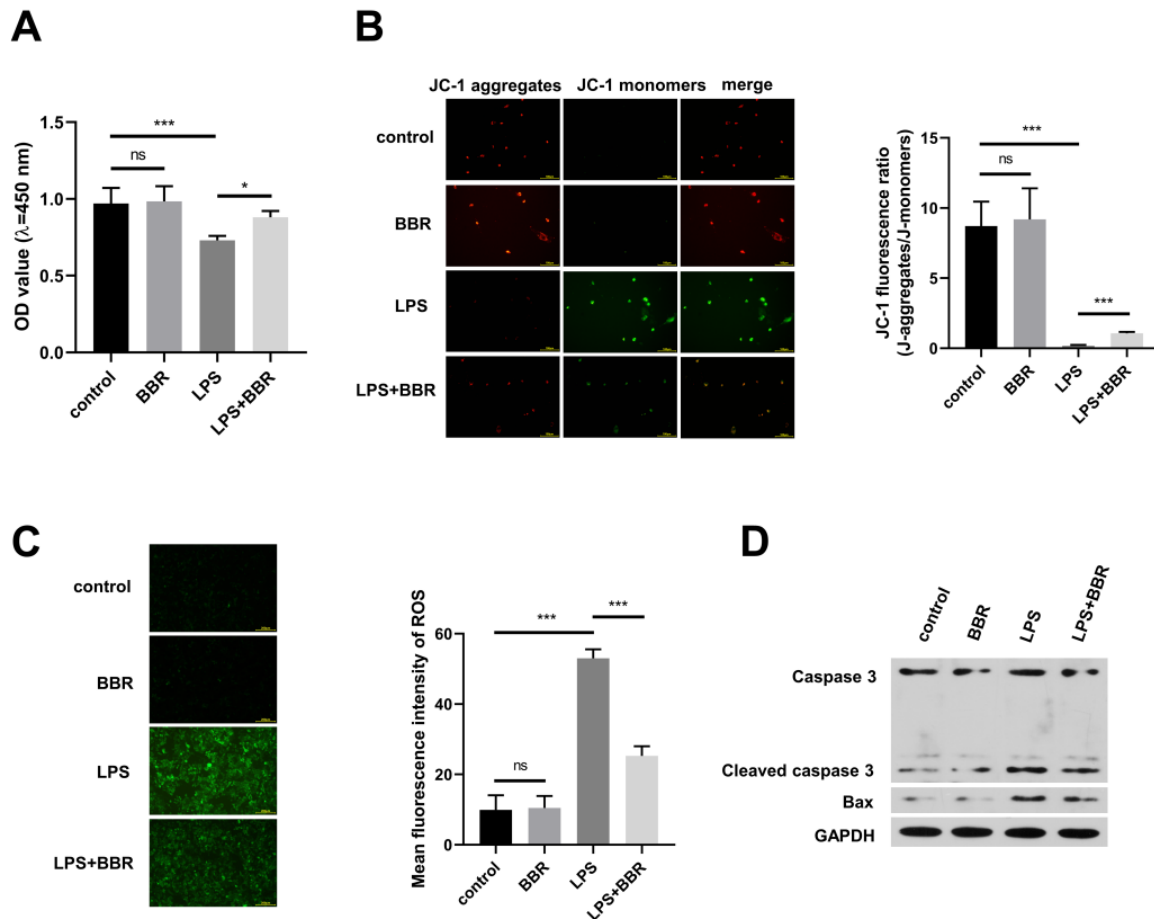 A
OD value (λ=450 nm)
1.5
1.0
0.5
0.0
***
ns
*
control
BBR
LPS
LPS+BBR
B
JC-1 aggregates JC-1 monomers merge
control
BBR
LPS
LPS+BBR
JC-1 fluorescence ratio
(J-aggregates/J-monomers)
15
10
5
0
***
ns
***
control
BBR
LPS
LPS+BBR
C
control
BBR
LPS
LPS+BBR
Mean fluorescence intensity of ROS
60
40
20
0
***
***
ns
control
BBR
LPS
LPS+BBR
D
control
BBR
LPS
LPS+BBR
Caspase 3
Cleaved caspase 3
Bax
GAPDH